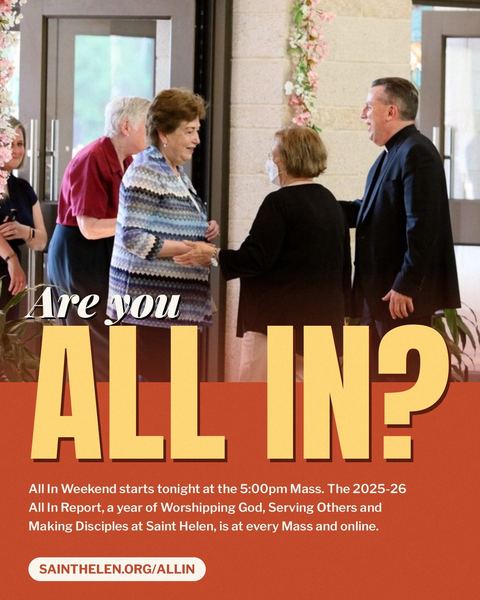 Are you
ALL IN?
All In Weekend starts tonight at the 5:00pm Mass. The 2025-26
All In Report, a year of Worshipping God, Serving Others and
Making Disciples at Saint Helen, is at every Mass and online.
SAINTHELEN.ORG/ALLIN